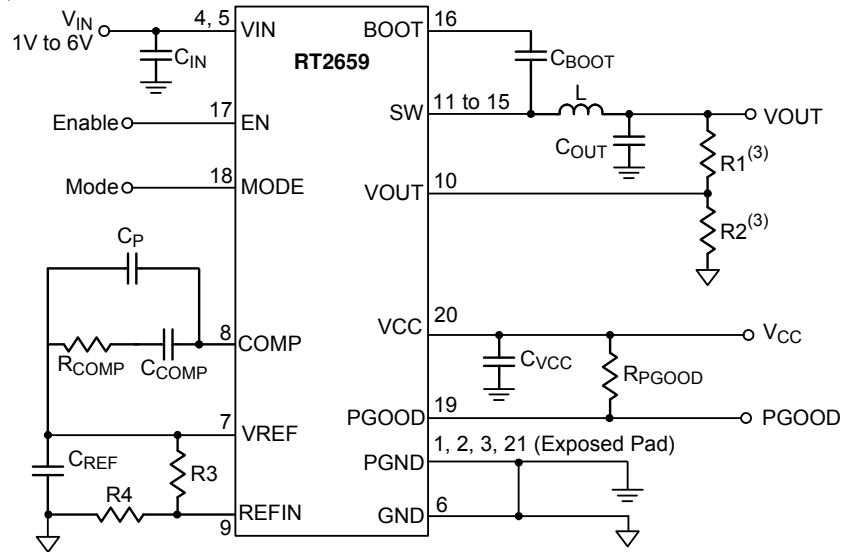 VIN
1V to 6V
4, 5
VIN
CIN
RT2659
BOOT
16
CBOOT
SW
11 to 15
L
VOUT
COUT
R1(3)
Enable
17
EN
Mode
18
MODE
VOUT
10
R2(3)
CP
RCOMP
CCOMP
8
COMP
VCC
20
VCC
CVCC
RPGOOD
PGOOD
19
PGOOD
7
VREF
CREF
R3
R4
REFIN
9
1, 2, 3, 21 (Exposed Pad)
PGND
6
GND